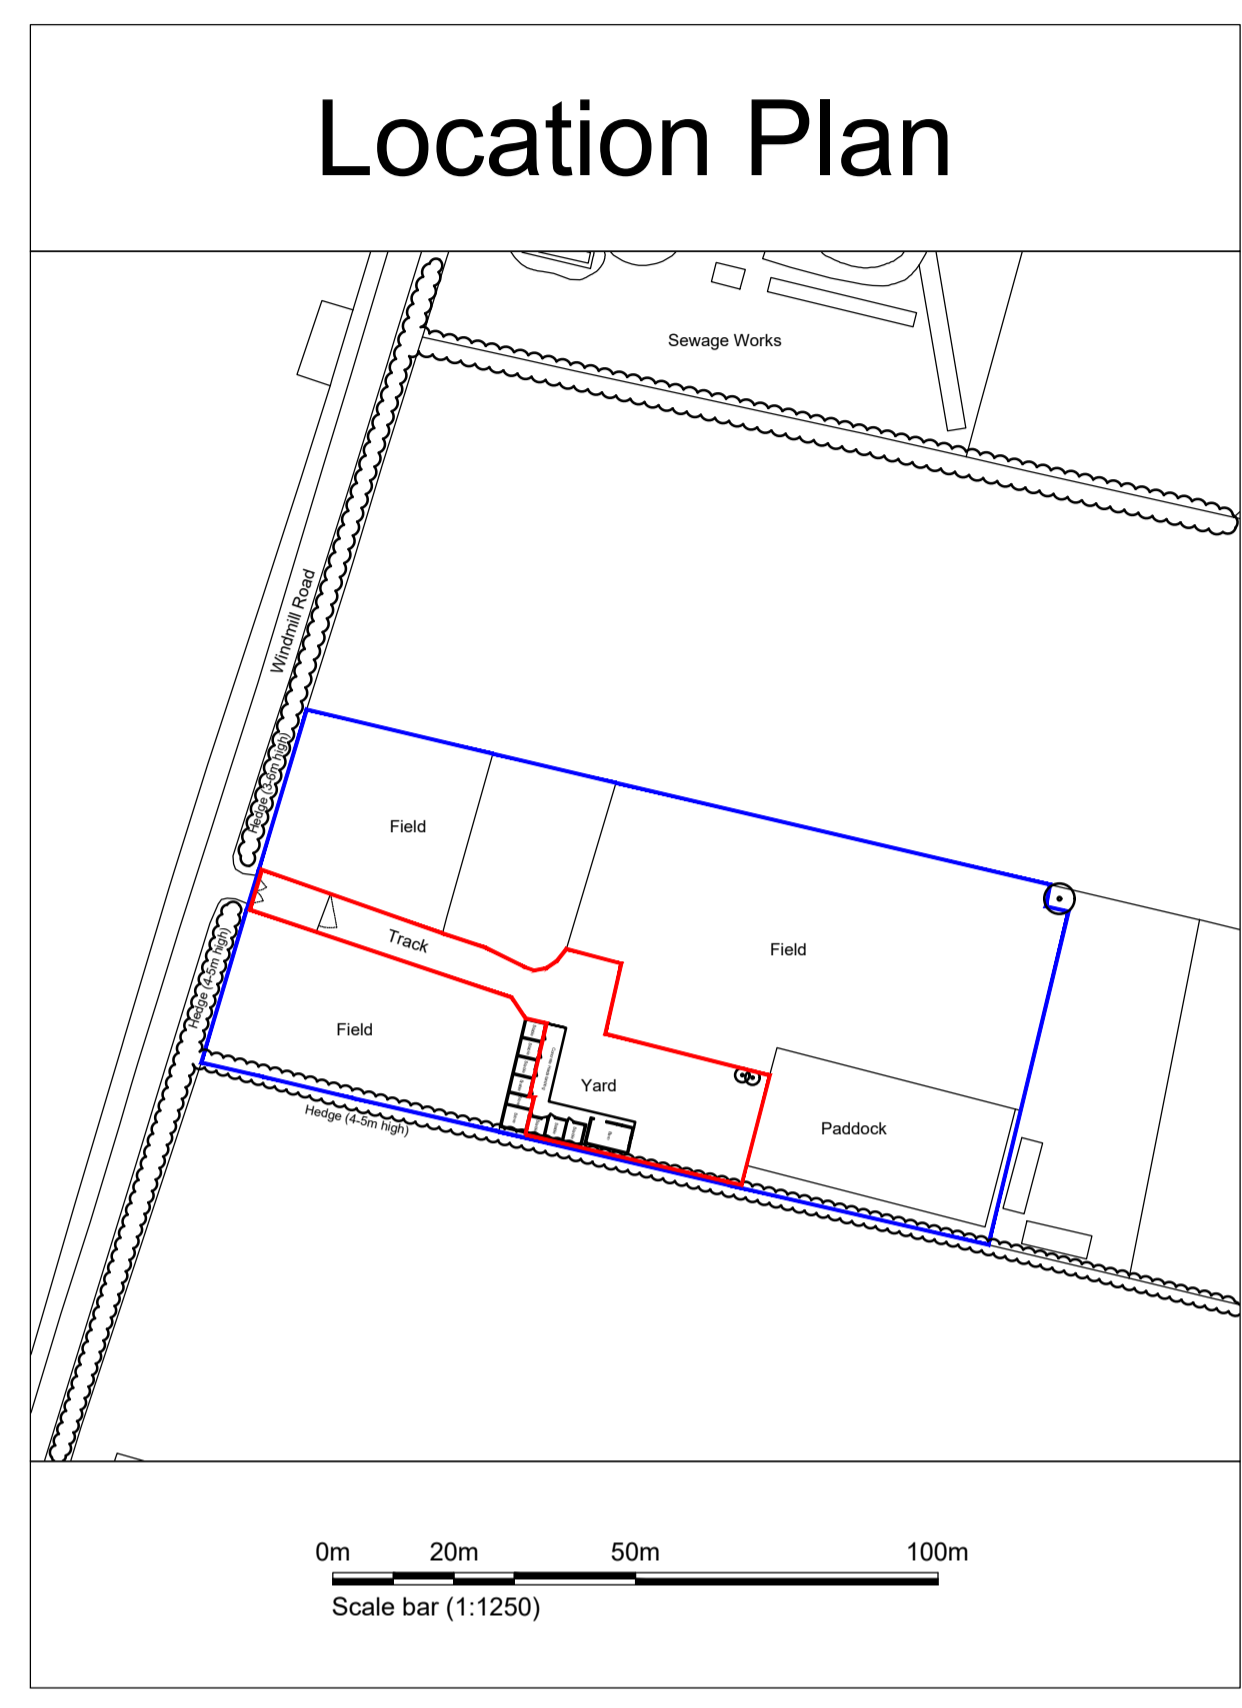 Location Plan
Sewage Works
Windmill Road
Hedge (3-6m high)
Field
Track
Field
Hedge (4-5m high)
Field
Yard
Paddock
Hedge (4-5m high)
0m 20m 50m 100m
Scale bar (1:1250)